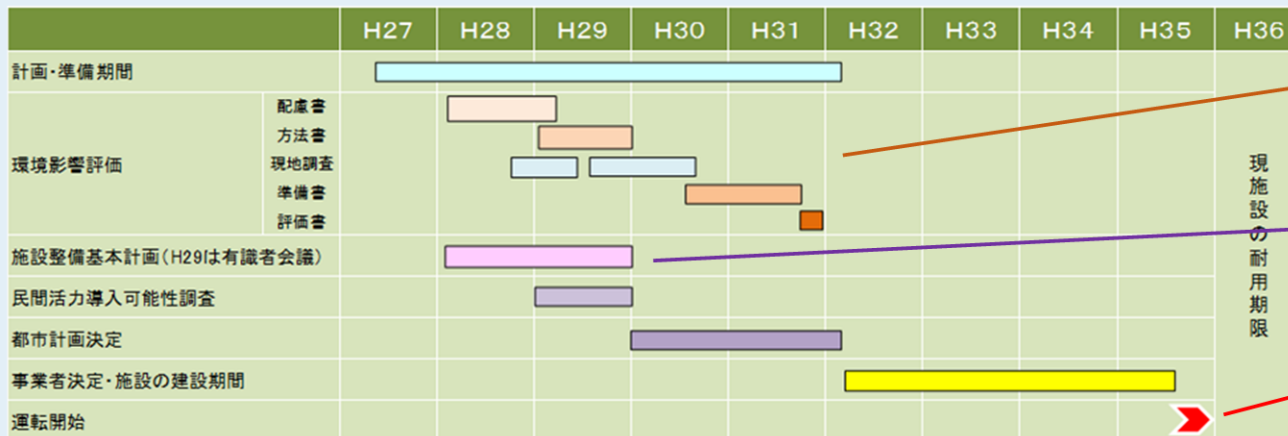 H27 H28 H29 H30 H31 H32 H33 H34 H35 H36
計画・準備期間
環境影響評価
配慮書
方法書
現地調査
準備書
評価書
施設整備基本計画(H29は有識者会議)
民間活力導入可能性調査
都市計画決定
事業者決定・施設の建設期間
運転開始
現施設の耐用期限